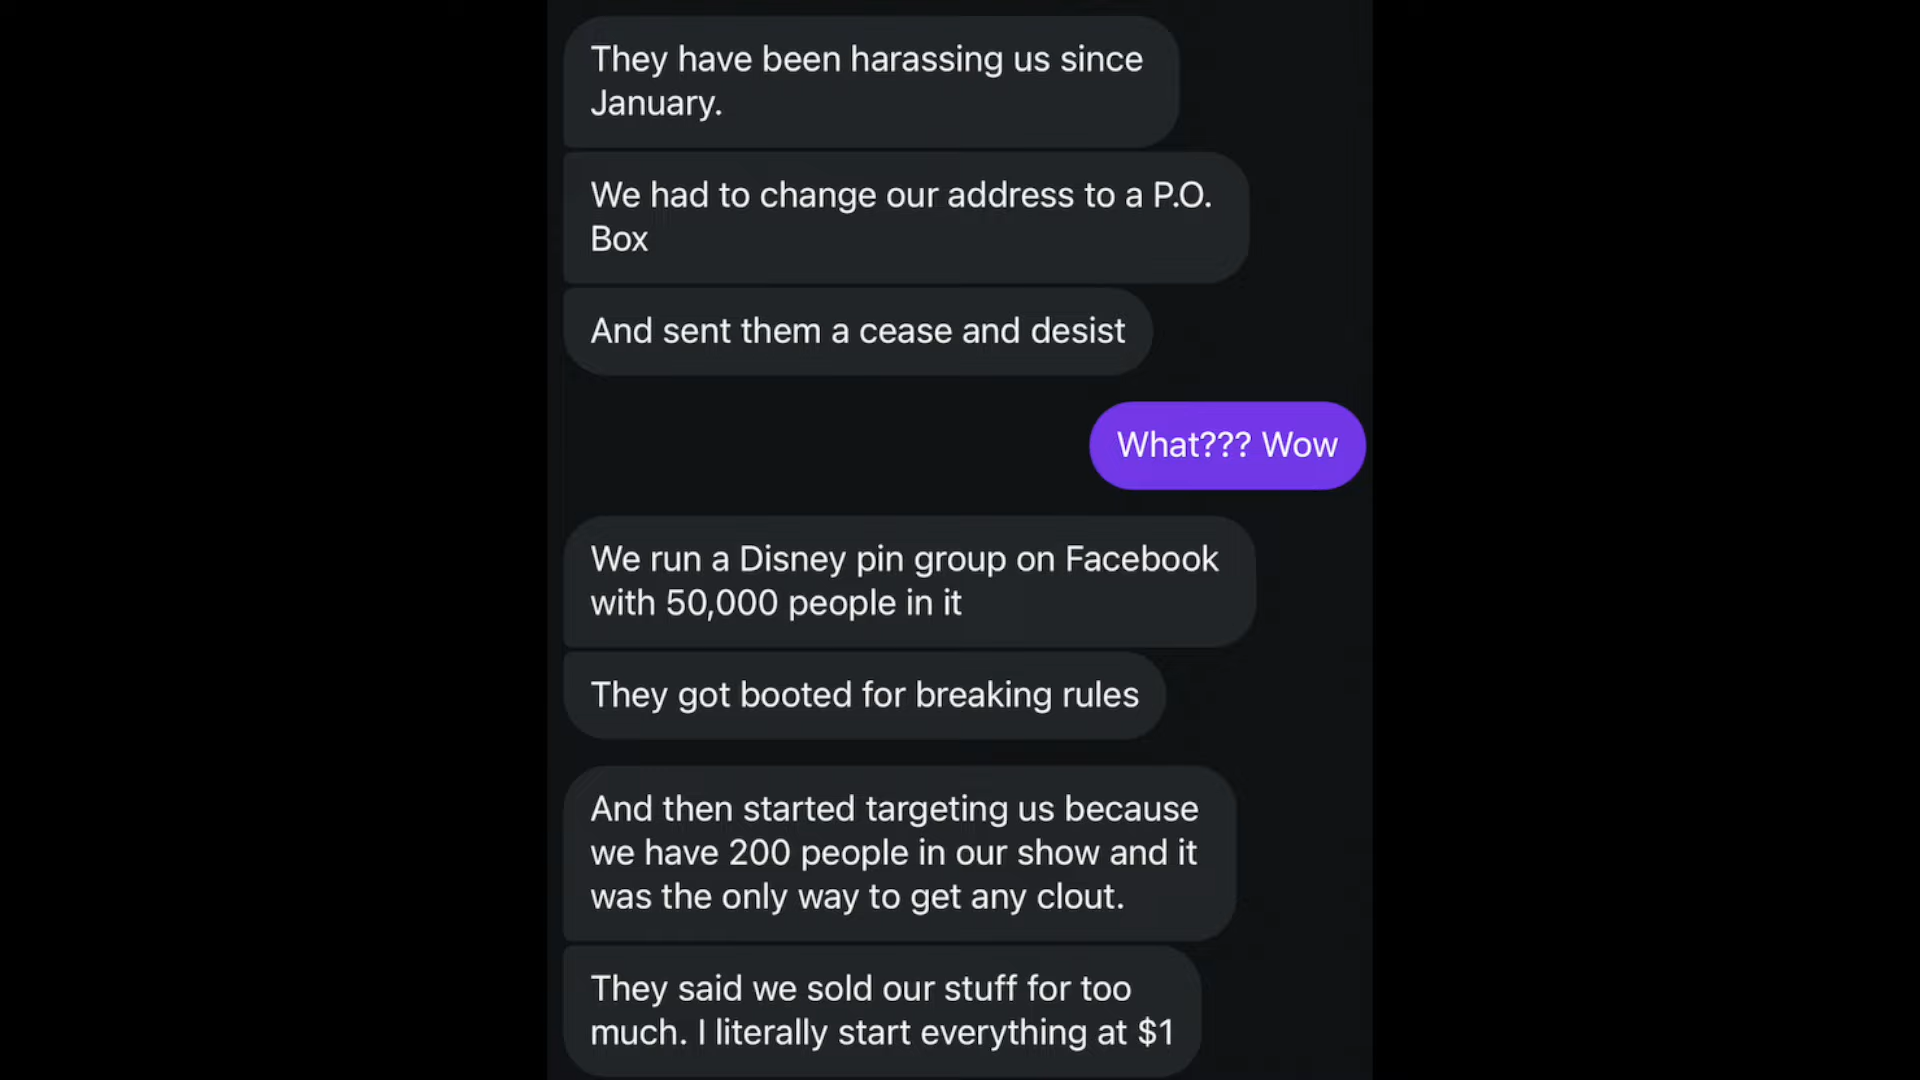 They have been harassing us since
January.
We had to change our address to a P.O.
Box
And sent them a cease and desist
What??? Wow
We run a Disney pin group on Facebook
with 50,000 people in it
They got booted for breaking rules
And then started targeting us because
we have 200 people in our show and it
was the only way to get any clout.
They said we sold our stuff for too
much. I literally start everything at $1